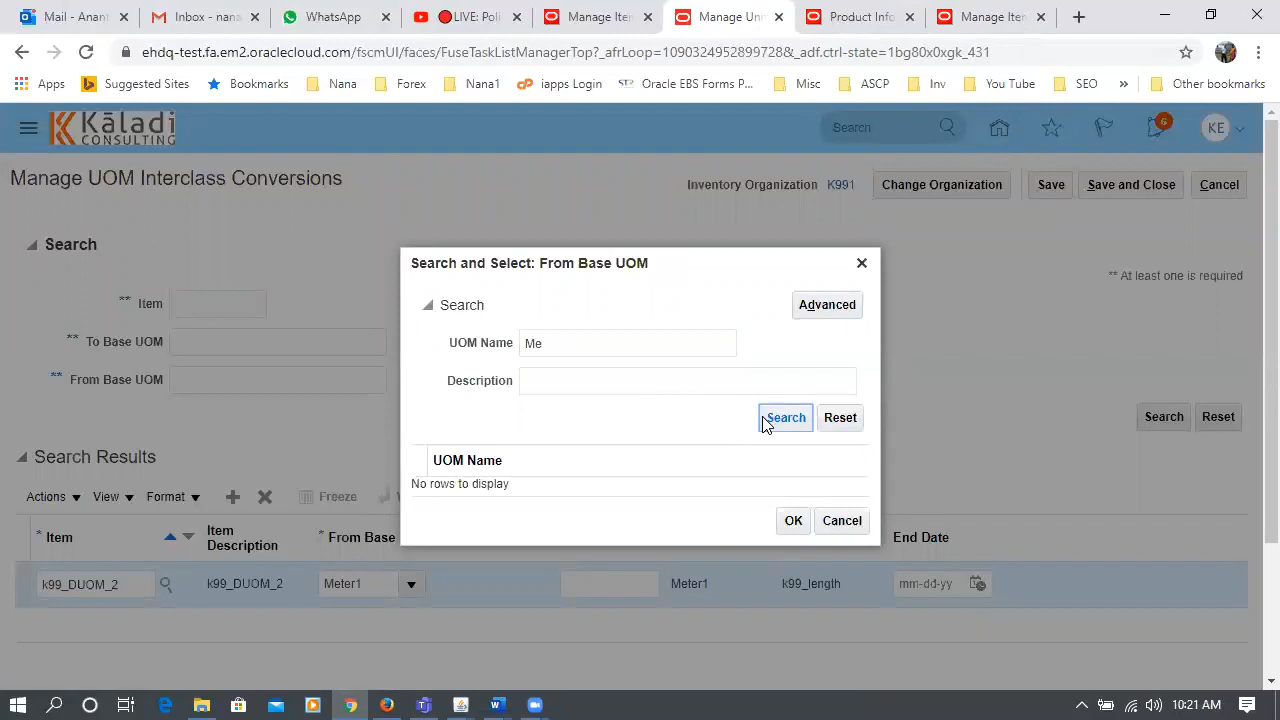 Mail - Anant
Inbox - nana
WhatsApp
LIVE: Poli
Manage Iten
Manage Uni
Product Info
Manage Iten
ehdq-test.fa.em2.oraclecloud.com/fscmUI/faces/FuseTaskListManagerTop?_afrLoop=10903249528972888_adf.ctrl-state=1bg80x0xgk_431
Apps
Suggested Sites
Bookmarks
Nana
Forex
Nana1
iapps Login
Oracle EBS Forms P...
Misc
ASCP
Inv
You Tube
SEO
»
Other bookmarks
Kaladi
CONSULTING
Search
6
KE
Manage UOM Interclass Conversions
Inventory Organization K991
Change Organization
Save
Save and Close
Cancel
Search
** At least one is required
** Item
** To Base UOM
** From Base UOM
Search
Reset
Search and Select: From Base UOM
Search
Advanced
UOM Name Me
Description
Search
Reset
UOM Name
No rows to display
OK
Cancel
Search Results
Actions
View
Format
Freeze
* Item
Item Description
* From Base
End Date
k99_DUOM_2
k99_DUOM_2
Meter1
Meter1
k99_length
mm-dd-yy
10:21 AM